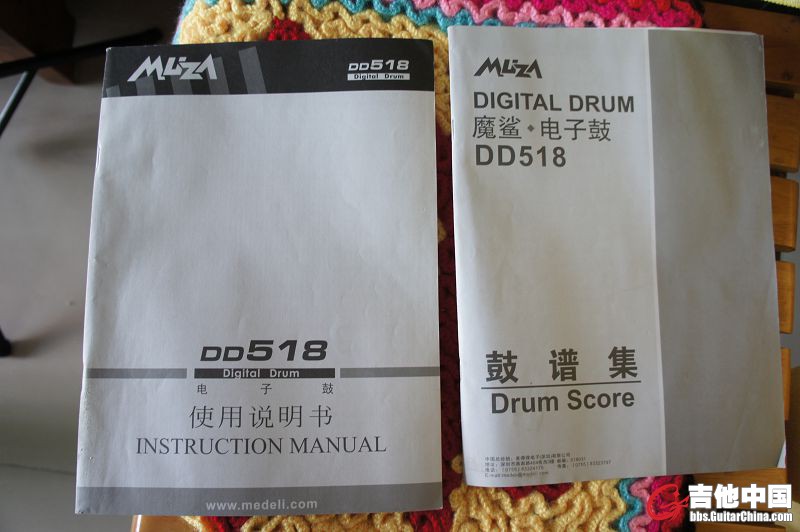 MUZA
DD518
Digital Drum
DD518
Digital Drum
电 子 鼓
使用说明书
INSTRUCTION MANUAL
www.medeli.com
MUZA
DIGITAL DRUM
魔鲨·电子鼓
DD518
鼓 谱 集
Drum Score
吉他中国
bbs.GuitarChina.com